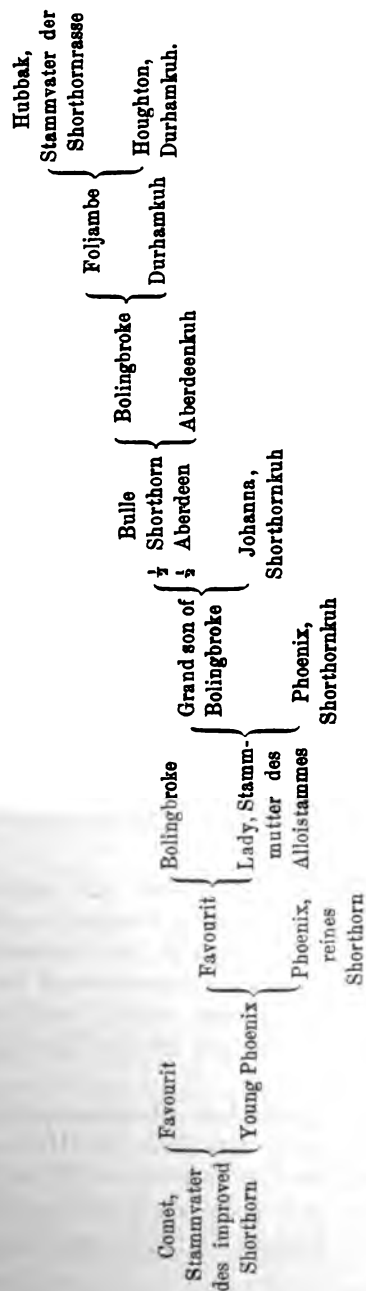 Comet,
Stammvater
des improved
Shorthorn
Favourit
Young Phoenix
Favourit
Phoenix,
reines
Shorthorn
Bolingbroke
Lady, Stamm-
mutter des
Alloistammes
Grand son of
Bolingbroke
Phoenix,
Shorthornkuh
Bulle
½ Shorthorn
½ Aberdeen
Johanna,
Shorthornkuh
Bolingbroke
Aberdeenkuh
Foljambe
Durhamkuh
Hubbak,
Stammvater der
Shorthornrasse
Houghton,
Durhamkuh.